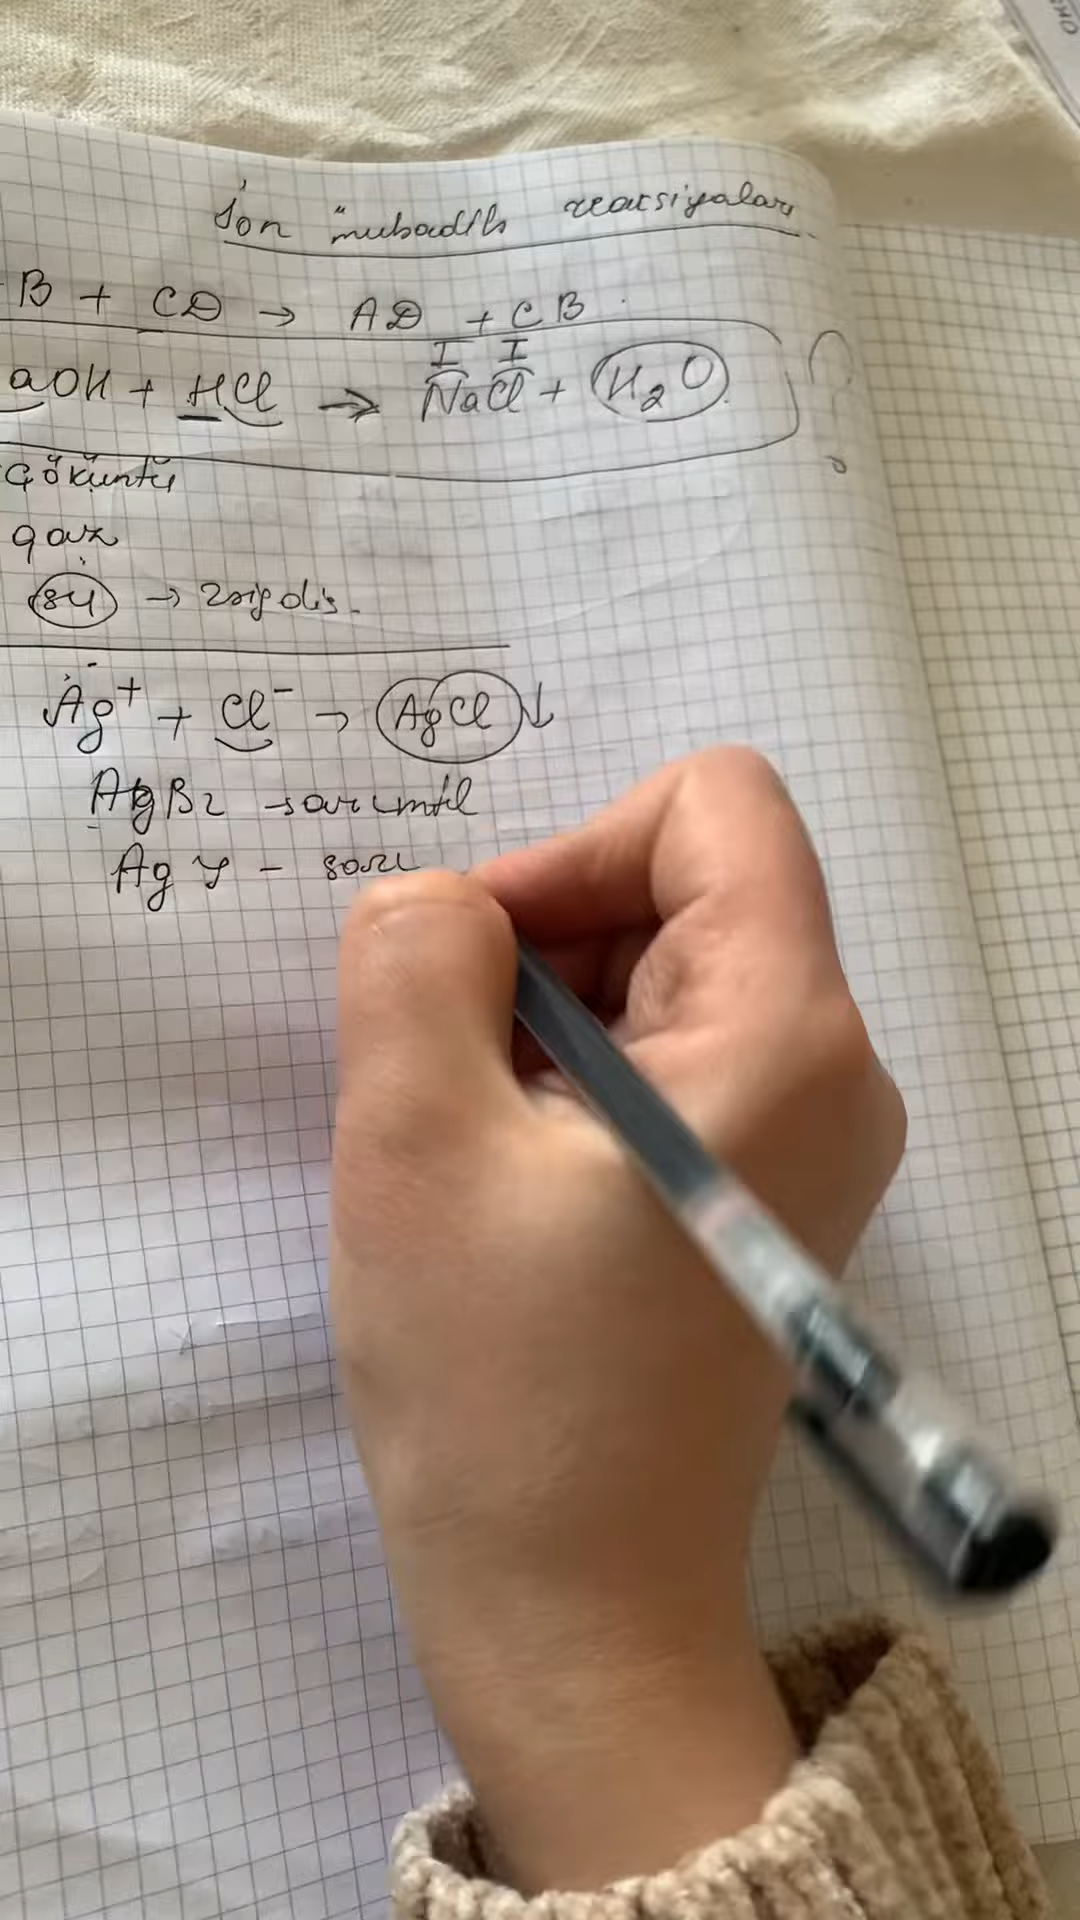 İon mübadilə reaksiyaları
B + CD → AD + CB
aOH + HCl → NaCl + H2O
I I
Çöküntü
qaz
su → zəif dis.
Ag+ + Cl- → AgCl↓
AgBr → sarımtıl
Ag J - sarı